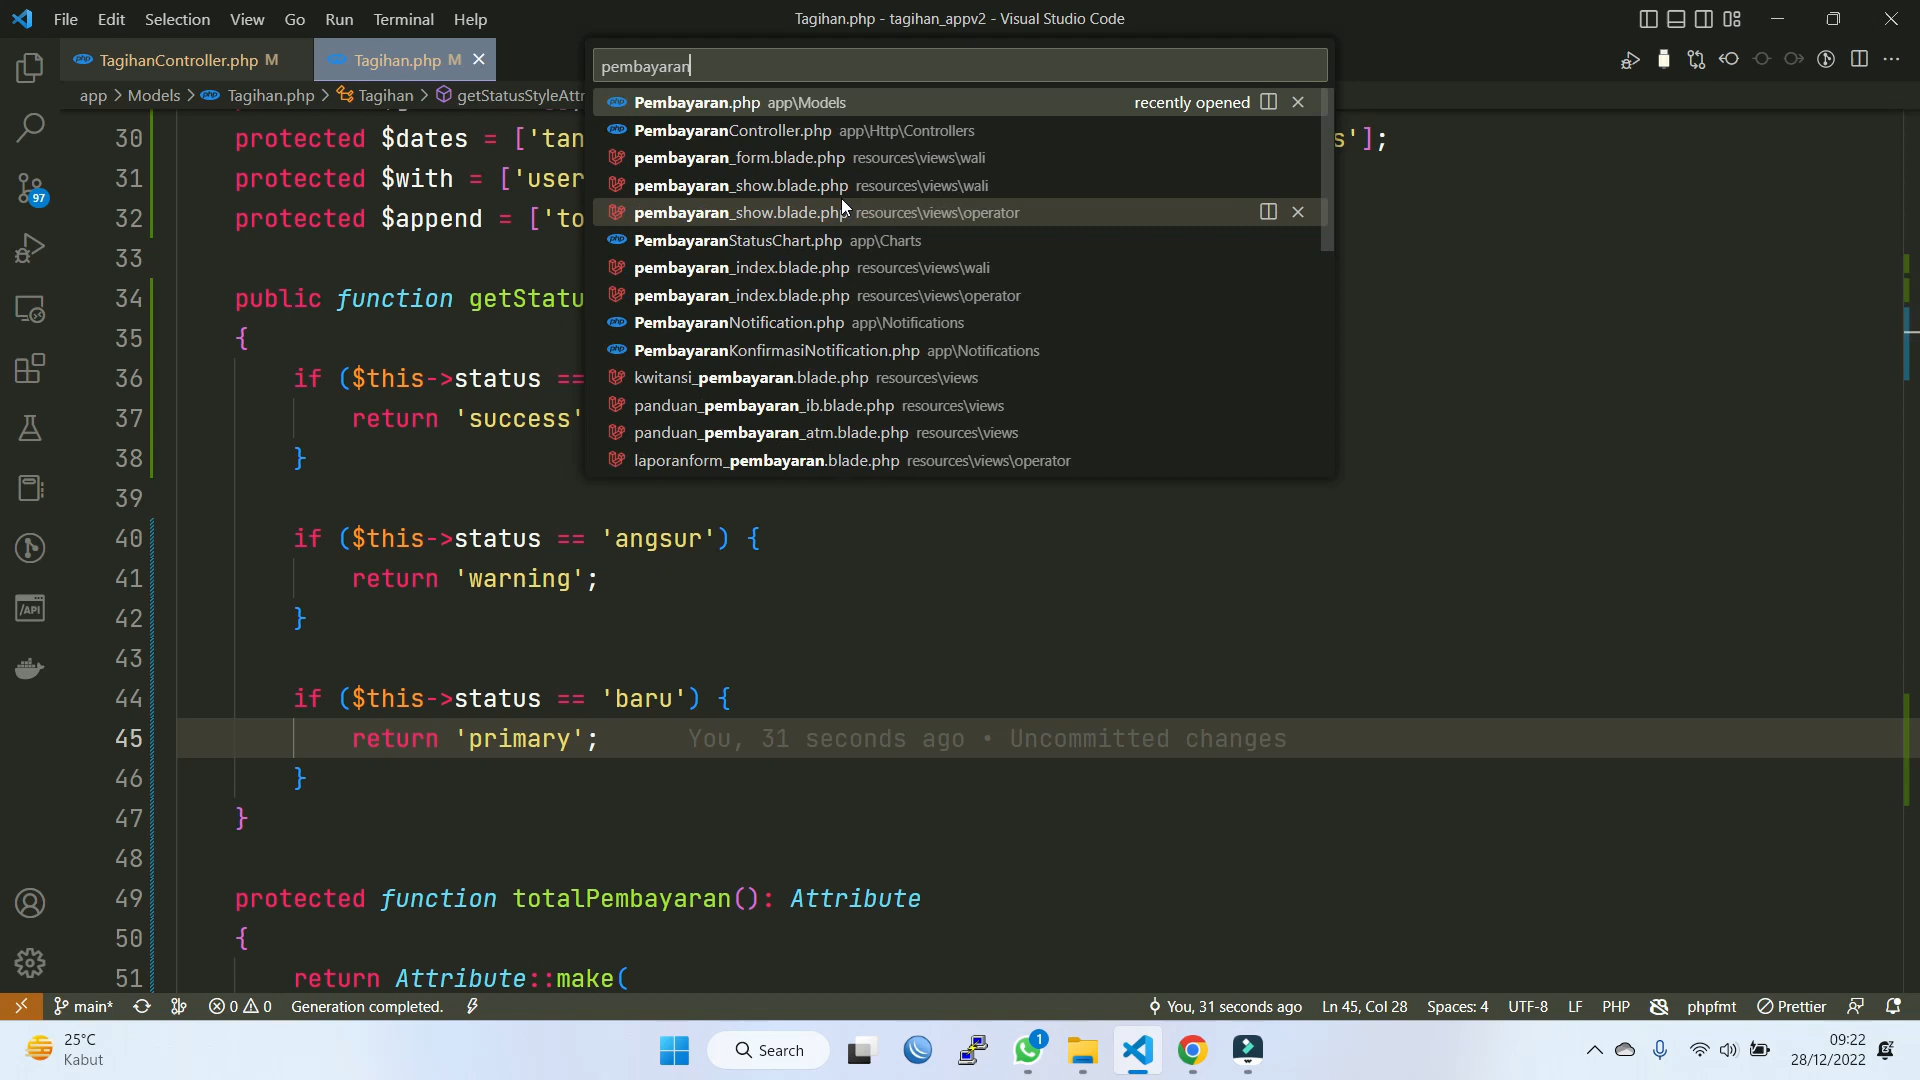 File Edit Selection View Go Run Terminal Help
Tagihan.php - tagihan_appv2 - Visual Studio Code
TagihanController.php M
Tagihan.php M
app > Models > Tagihan.php > Tagihan > getStatusStyleAttr
pembayaran
Pembayaran.php app\Models recently opened
PembayaranController.php app\Http\Controllers
pembayaran_form.blade.php resources\views\wali
pembayaran_show.blade.php resources\views\wali
pembayaran_show.blade.php resources\views\operator
PembayaranStatusChart.php app\Charts
pembayaran_index.blade.php resources\views\wali
pembayaran_index.blade.php resources\views\operator
PembayaranNotification.php app\Notifications
PembayaranKonfirmasiNotification.php app\Notifications
kwitansi_pembayaran.blade.php resources\views
panduan_pembayaran_ib.blade.php resources\views
panduan_pembayaran_atm.blade.php resources\views
laporanform_pembayaran.blade.php resources\views\operator
30 protected $dates = ['tan s'];
31 protected $with = ['user
32 protected $append = ['to
33
34 public function getStatu
35 {
36 if ($this->status ==
37 return 'success'
38 }
39
40 if ($this->status == 'angsur') {
41 return 'warning';
42 }
43
44 if ($this->status == 'baru') {
45 return 'primary'; You, 31 seconds ago • Uncommitted changes
46 }
47 }
48
49 protected function totalPembayaran(): Attribute
50 {
51 return Attribute::make(
97
/API
main* 0 0 Generation completed. You, 31 seconds ago Ln 45, Col 28 Spaces: 4 UTF-8 LF PHP phpfmt Prettier
25°C
Kabut
Search
1
09:22
28/12/2022